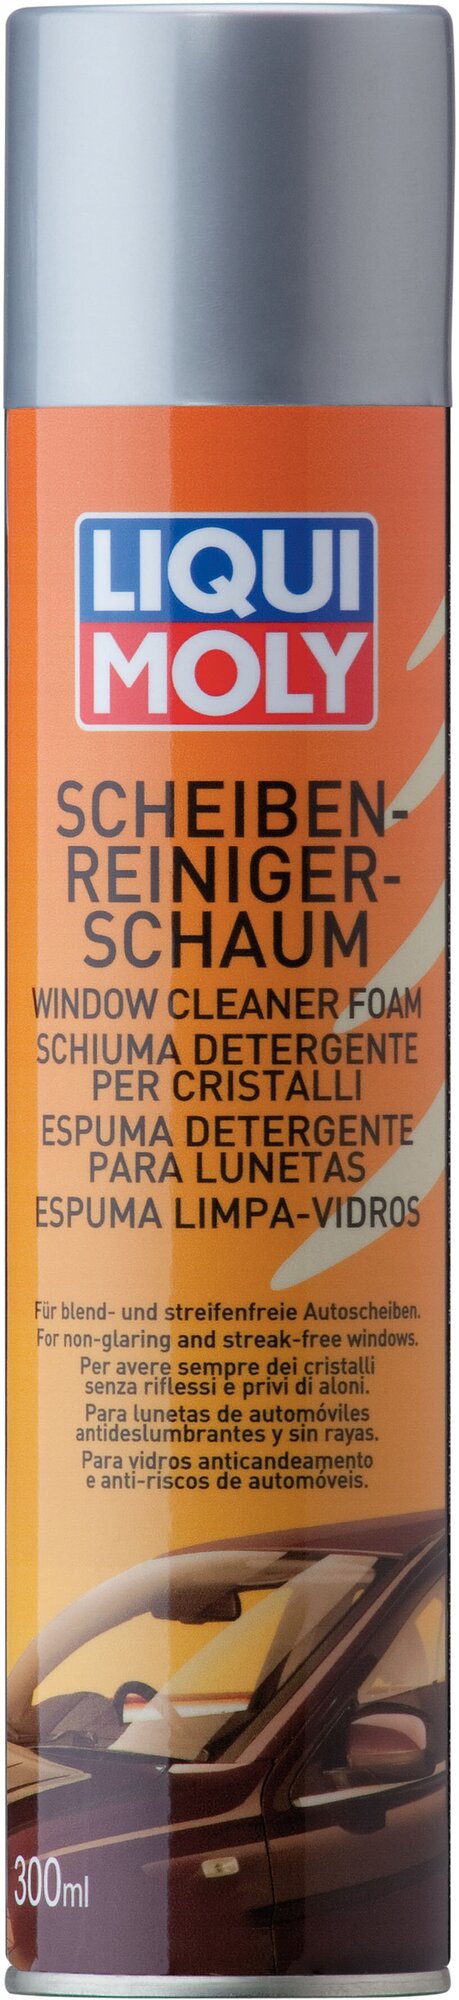 LIQUI
MOLY
SCHEIBEN-
REINIGER-
SCHAUM
WINDOW CLEANER FOAM
SCHIUMA DETERGENTE
PER CRISTALLI
ESPUMA DETERGENTE
PARA LUNETAS
ESPUMA LIMPA-VIDROS
Für blend- und streifenfreie Autoscheiben.
For non-glaring and streak-free windows.
Per avere sempre dei cristalli
senza riflessi e privi di aloni.
Para lunetas de automóviles
antideslumbrantes y sin rayas.
Para vidros anticandeamento
e anti-riscos de automóveis.
300ml